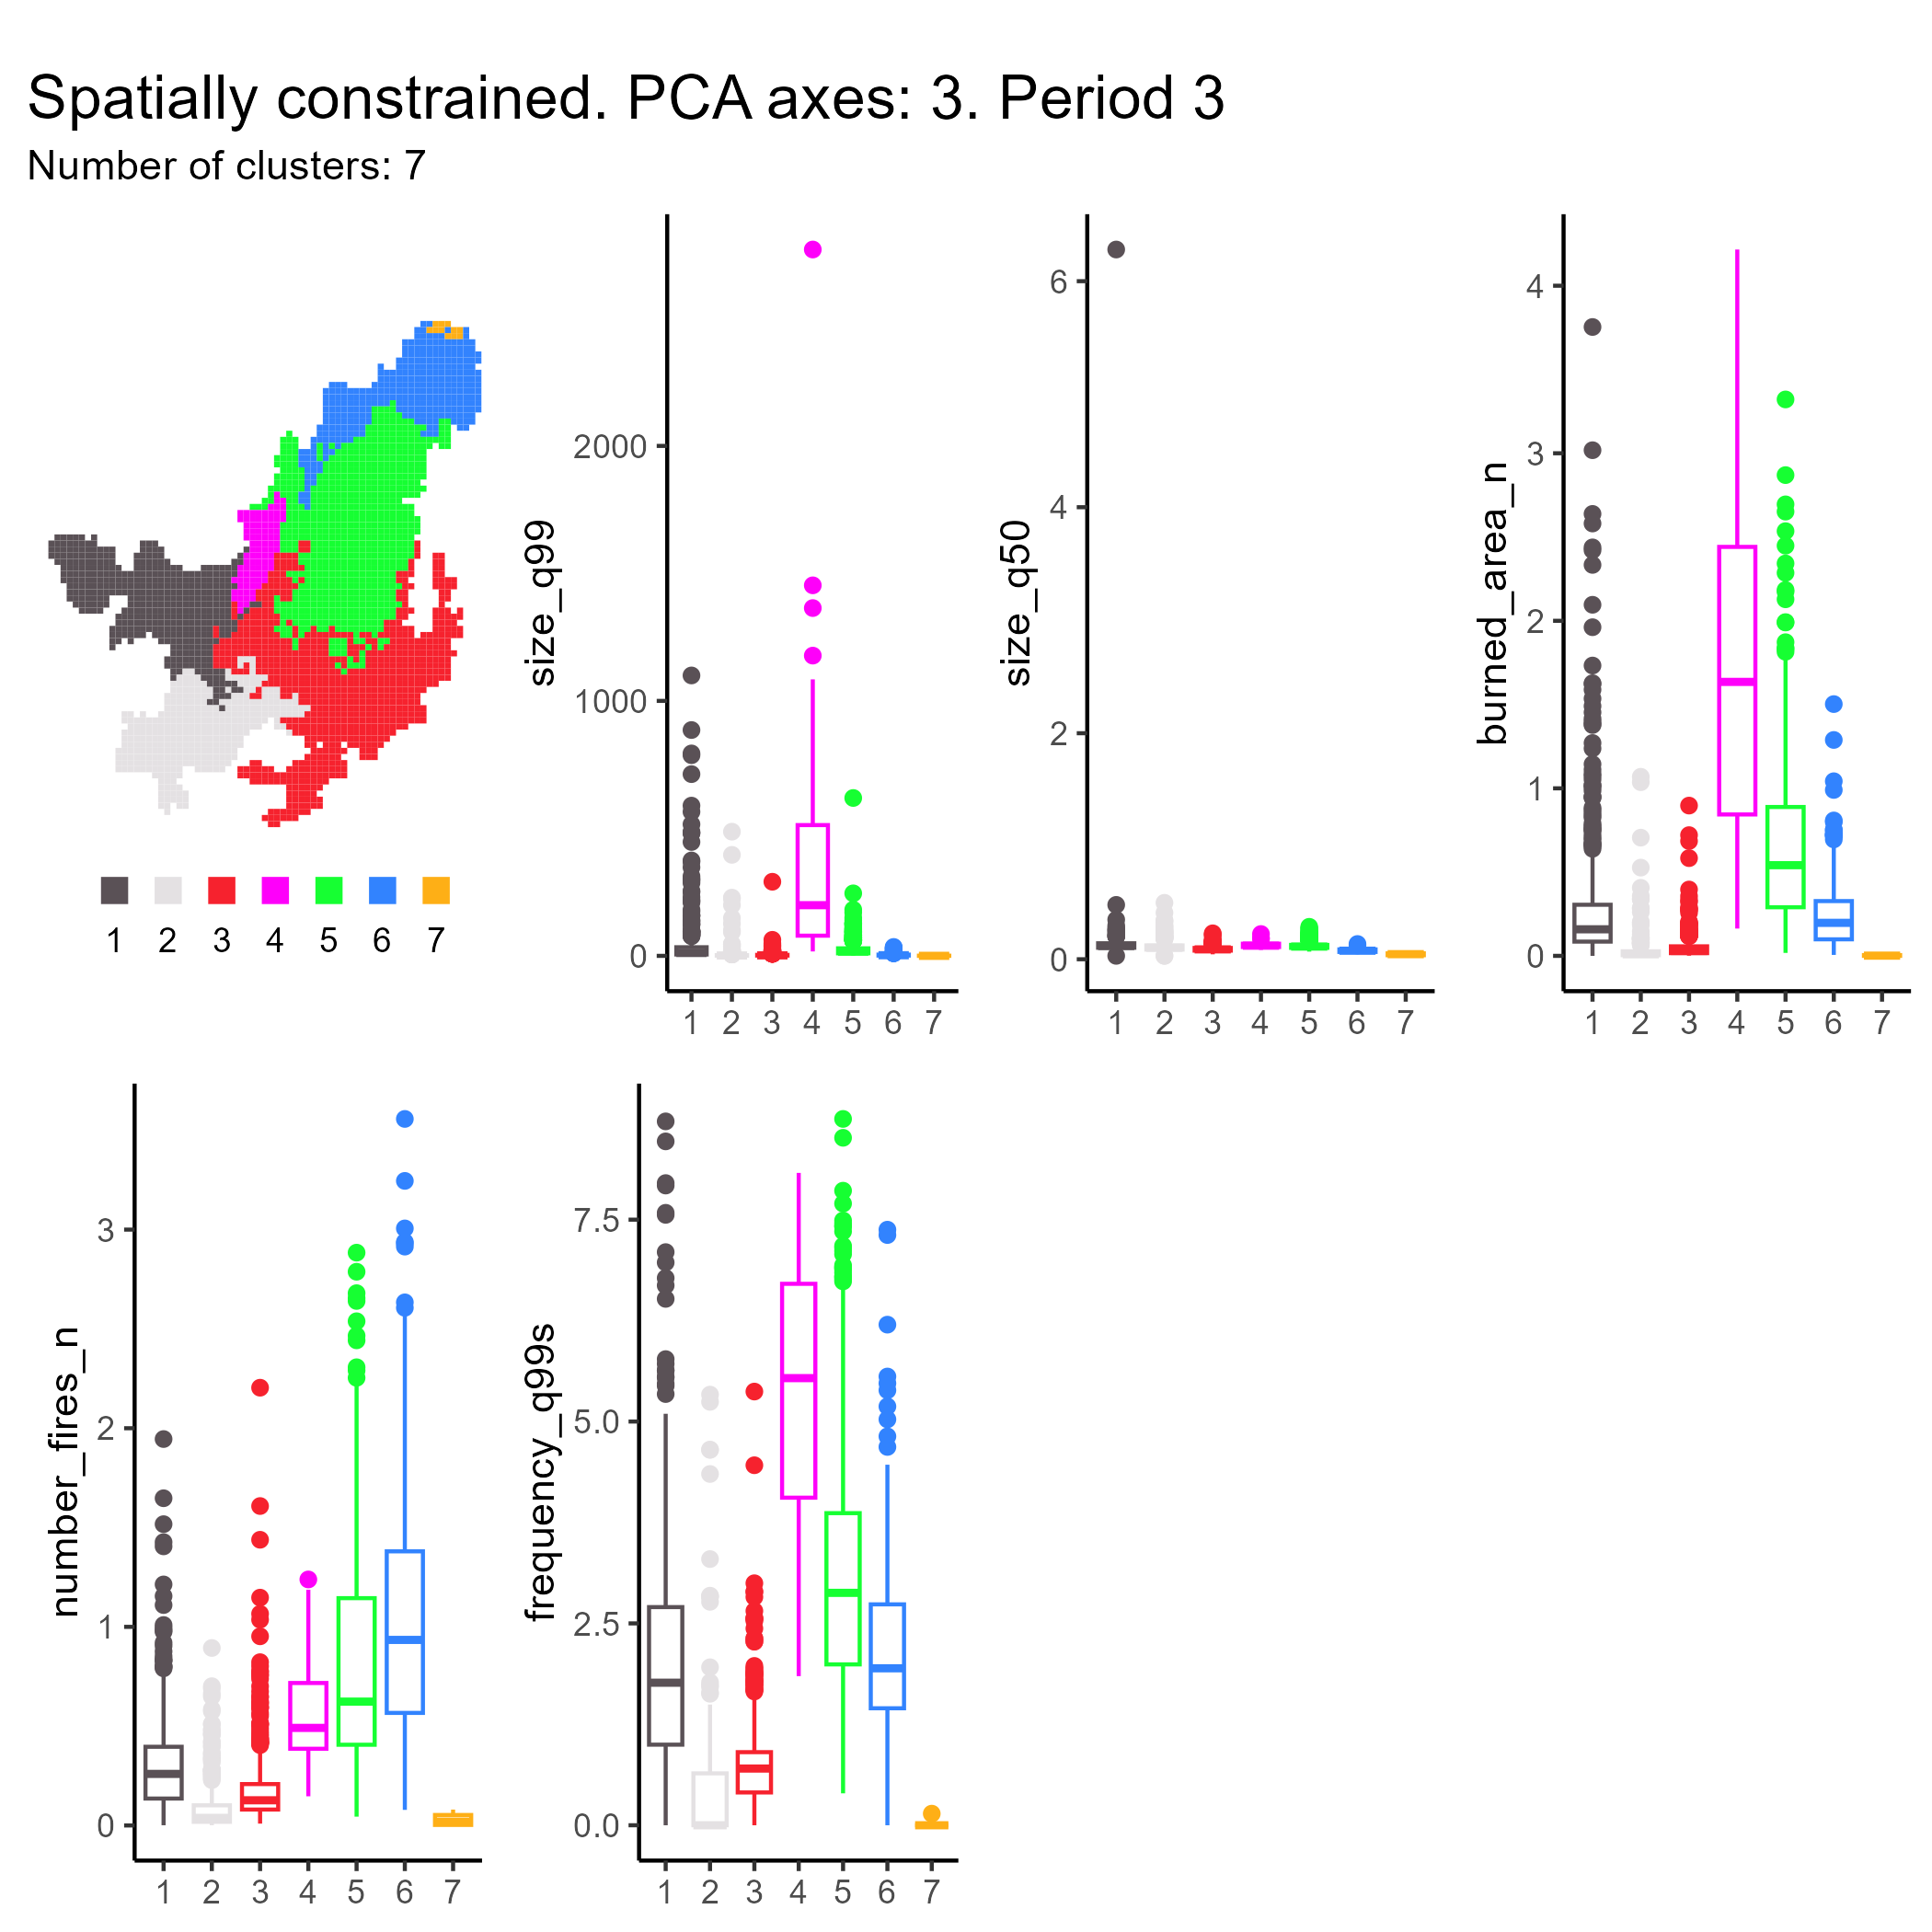 Spatially constrained. PCA axes: 3. Period 3
Number of clusters: 7
1 2 3 4 5 6 7
size_q99
2000
1000
0
1 2 3 4 5 6 7
size_q50
6
4
2
0
1 2 3 4 5 6 7
burned_area_n
4
3
2
1
0
1 2 3 4 5 6 7
number_fires_n
3
2
1
0
1 2 3 4 5 6 7
frequency_q99s
7.5
5.0
2.5
0.0
1 2 3 4 5 6 7